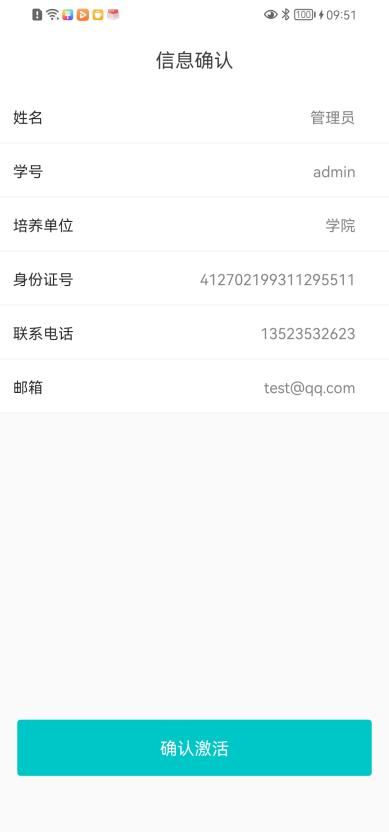 100 09:51
信息确认
姓名 管理员
学号 admin
培养单位 学院
身份证号 412702199311295511
联系电话 13523532623
邮箱 test@qq.com
确认激活